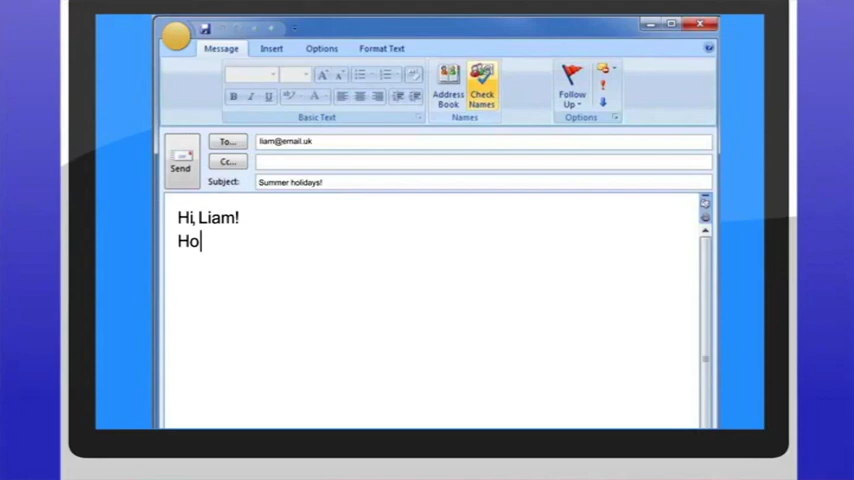 Message Insert Options Format Text
Address Book
Check Names
Follow Up
Basic Text
Names
Options
Send
To... liam@email.uk
Cc...
Subject: Summer holidays!
Hi, Liam!
Ho